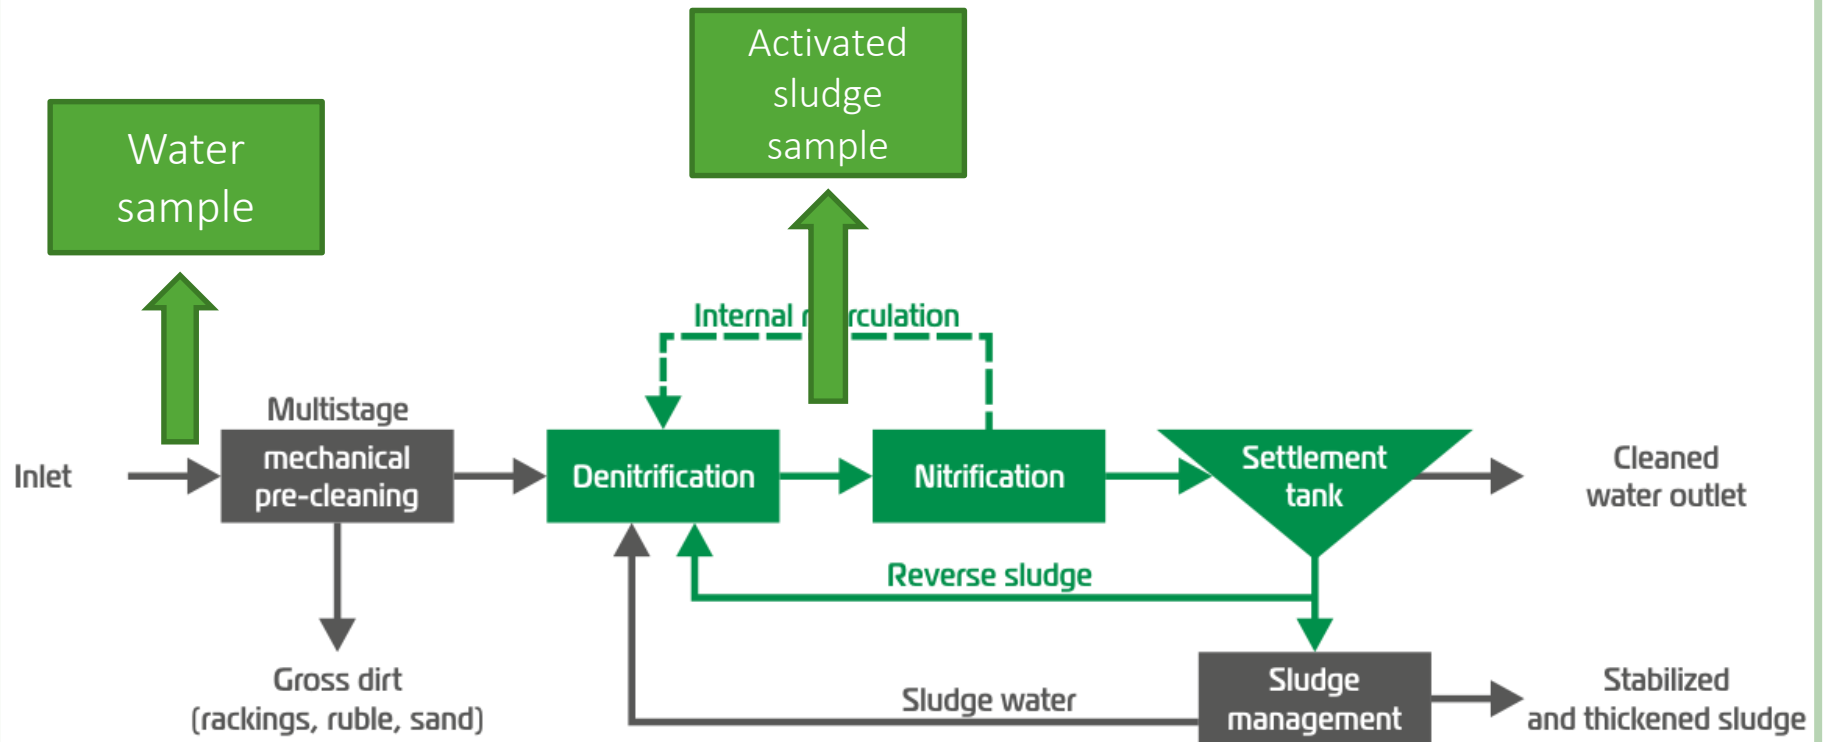 Activated
sludge
sample
Water
sample
Internal r
rculation
Multistage
mechanical
pre-cleaning
Inlet
Denitrification
Nitrification
Settlement
tank
Cleaned
water outlet
Reverse sludge
Gross dirt
(rackings, ruble, sand)
Sludge water
Sludge
management
Stabilized
and thickened sludge